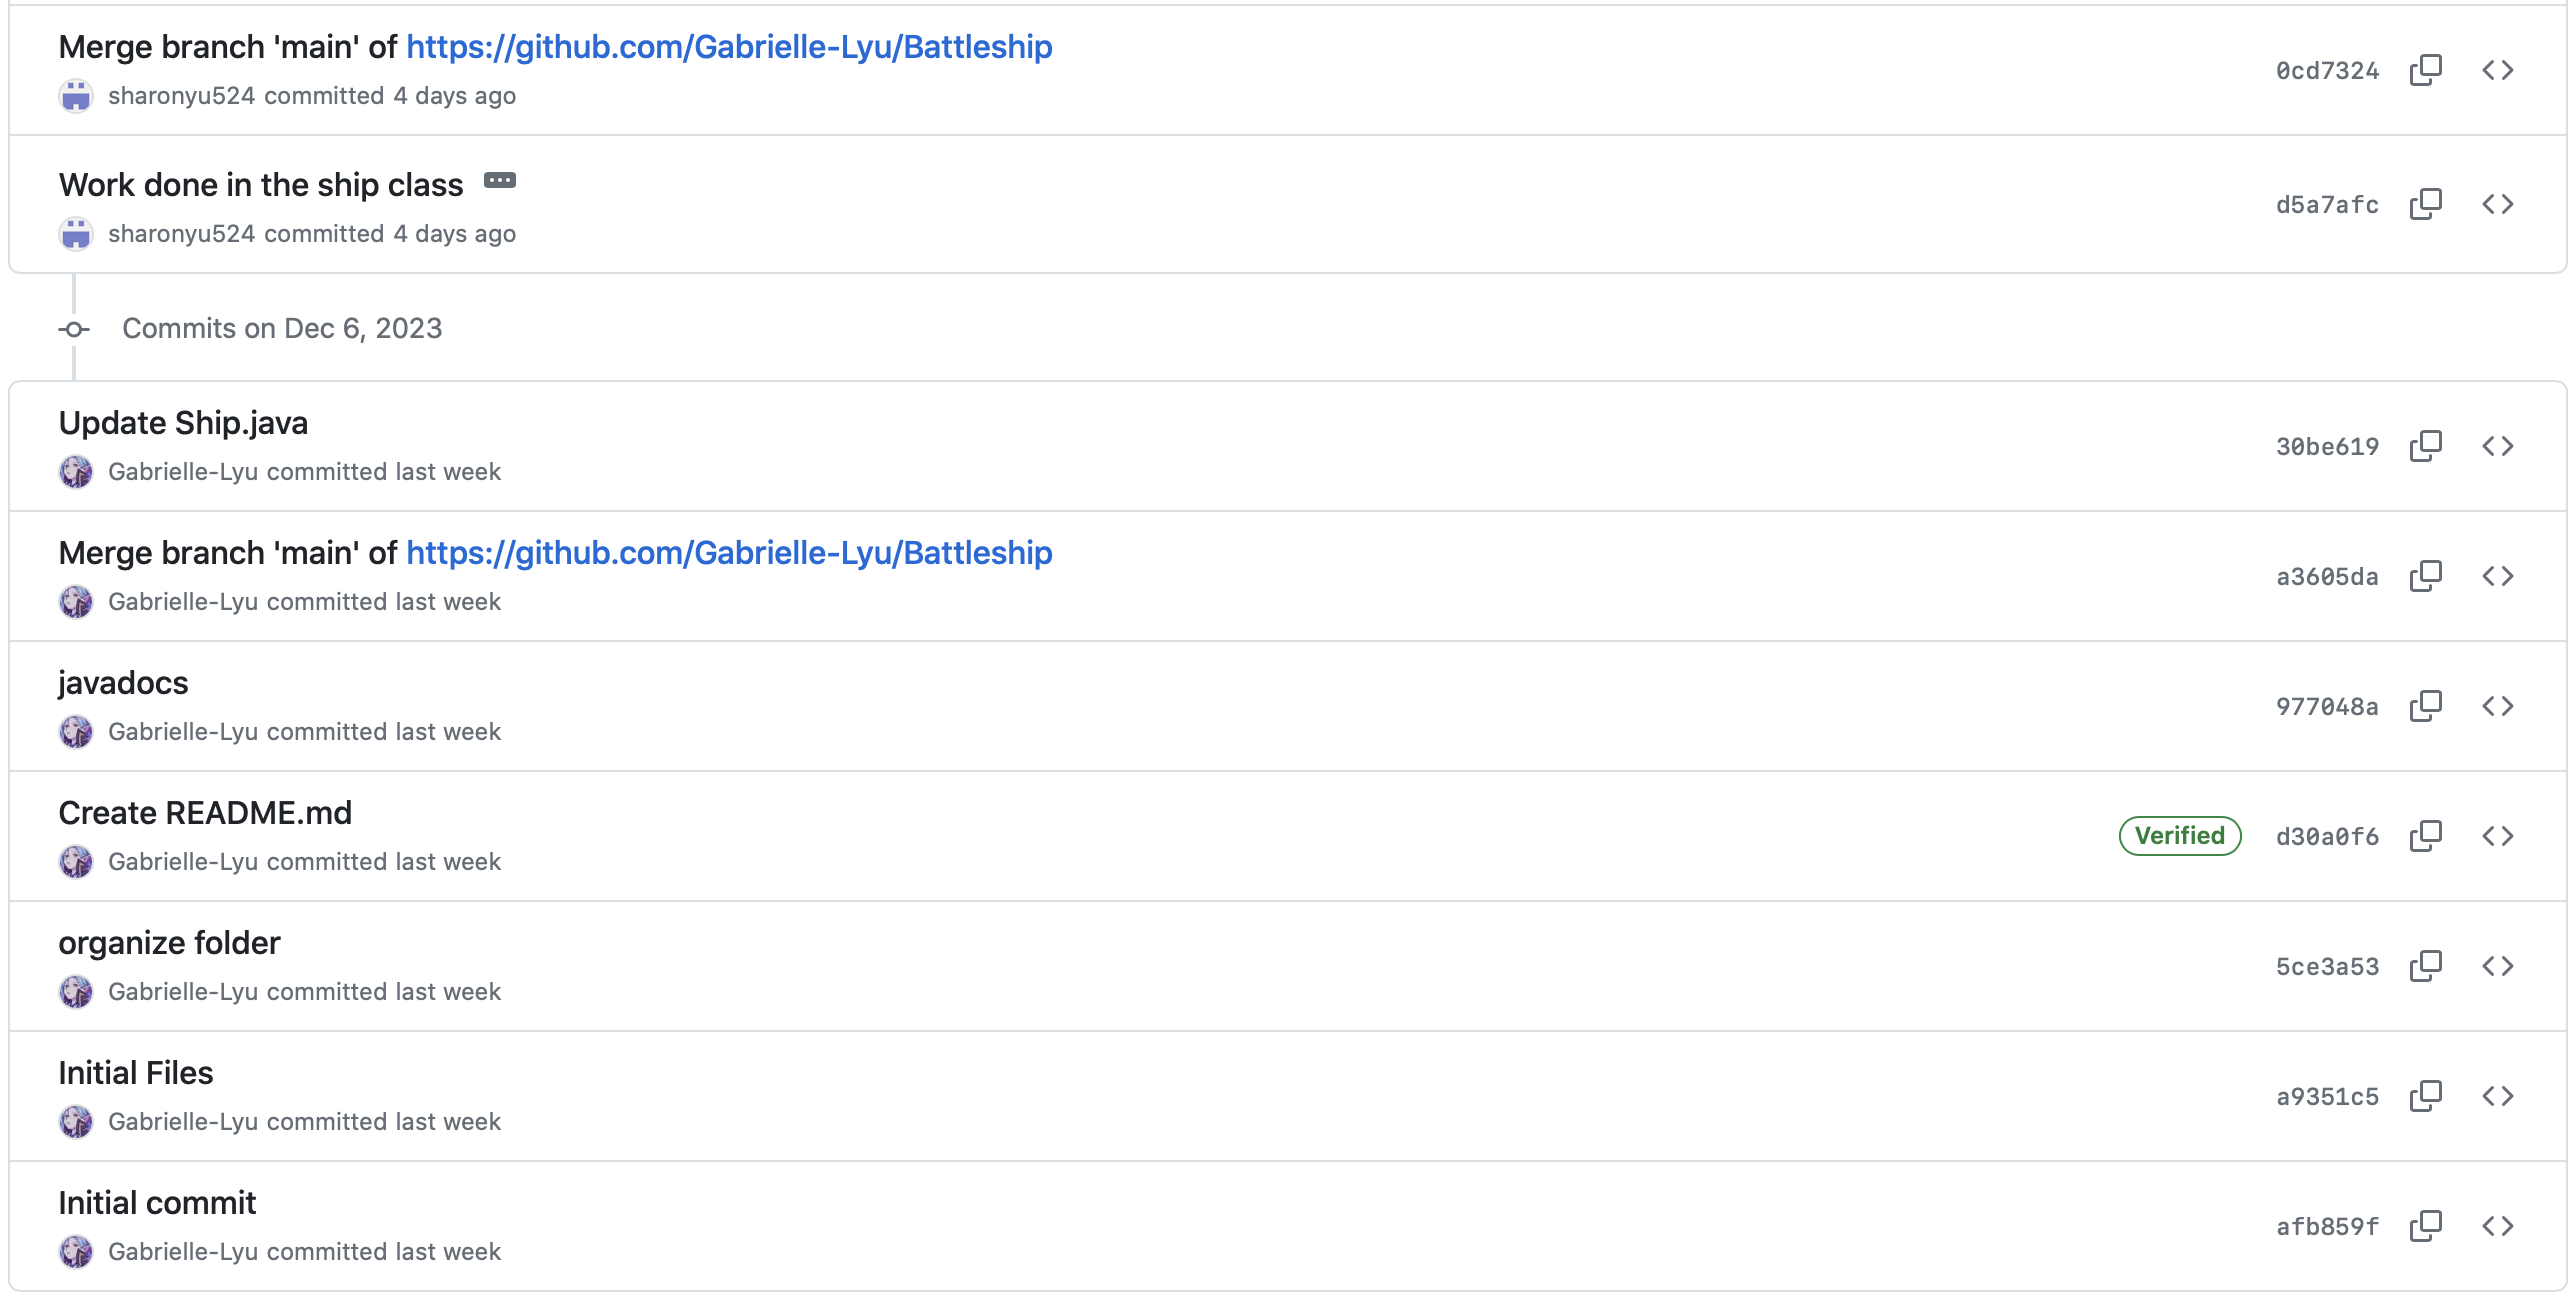 Merge branch 'main' of https://github.com/Gabrielle-Lyu/Battleship
sharonyu524 committed 4 days ago
0cd7324
Work done in the ship class
sharonyu524 committed 4 days ago
d5a7afc
Commits on Dec 6, 2023
Update Ship.java
Gabrielle-Lyu committed last week
30be619
Merge branch 'main' of https://github.com/Gabrielle-Lyu/Battleship
Gabrielle-Lyu committed last week
a3605da
javadocs
Gabrielle-Lyu committed last week
977048a
Create README.md
Gabrielle-Lyu committed last week
Verified d30a0f6
organize folder
Gabrielle-Lyu committed last week
5ce3a53
Initial Files
Gabrielle-Lyu committed last week
a9351c5
Initial commit
Gabrielle-Lyu committed last week
afb859f